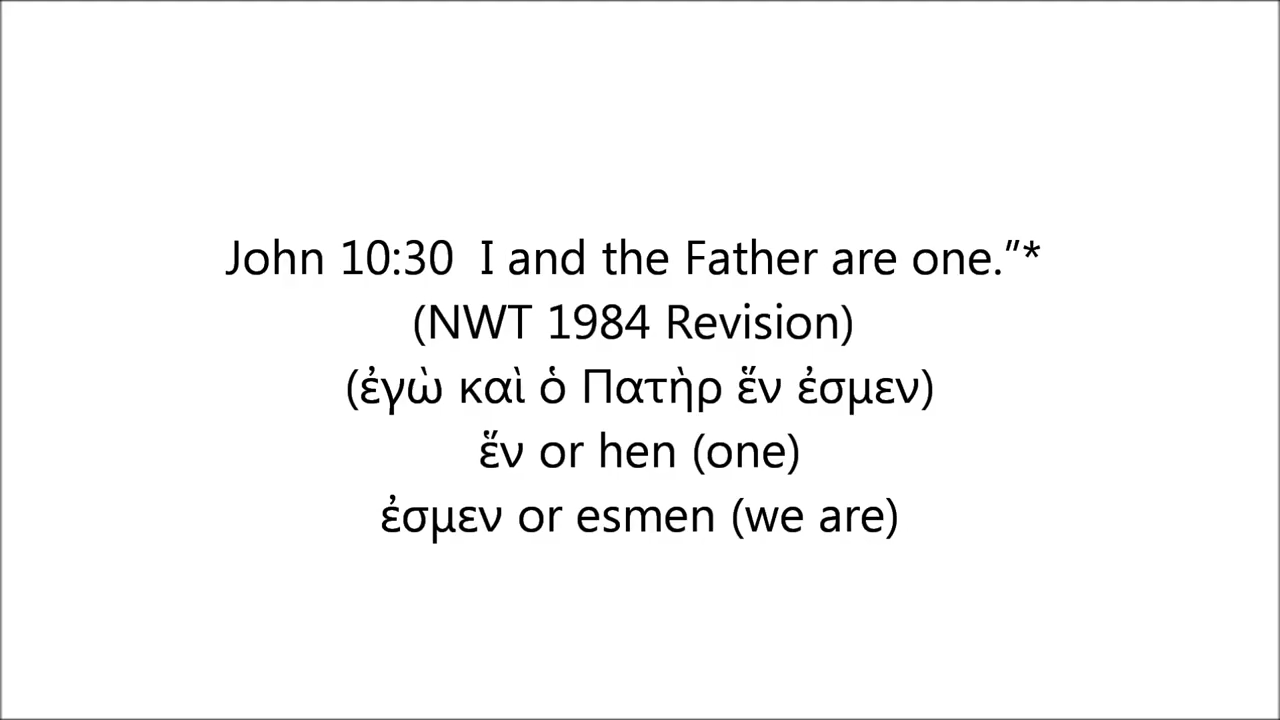 John 10:30  I and the Father are one.”*
(NWT 1984 Revision)
(ἐγὼ καὶ ὁ Πατὴρ ἕν ἐσμεν)
ἕν or hen (one)
ἐσμεν or esmen (we are)